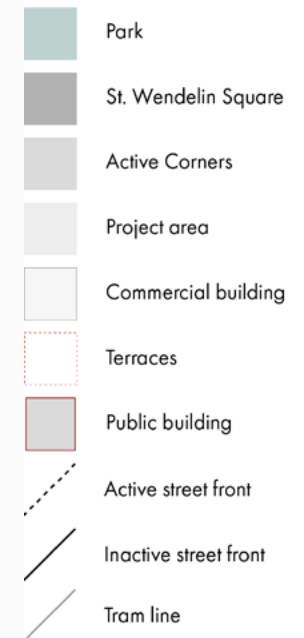 Park
St. Wendelin Square
Active Corners
Project area
Commercial building
Terraces
Public building
Active street front
Inactive street front
Tram line